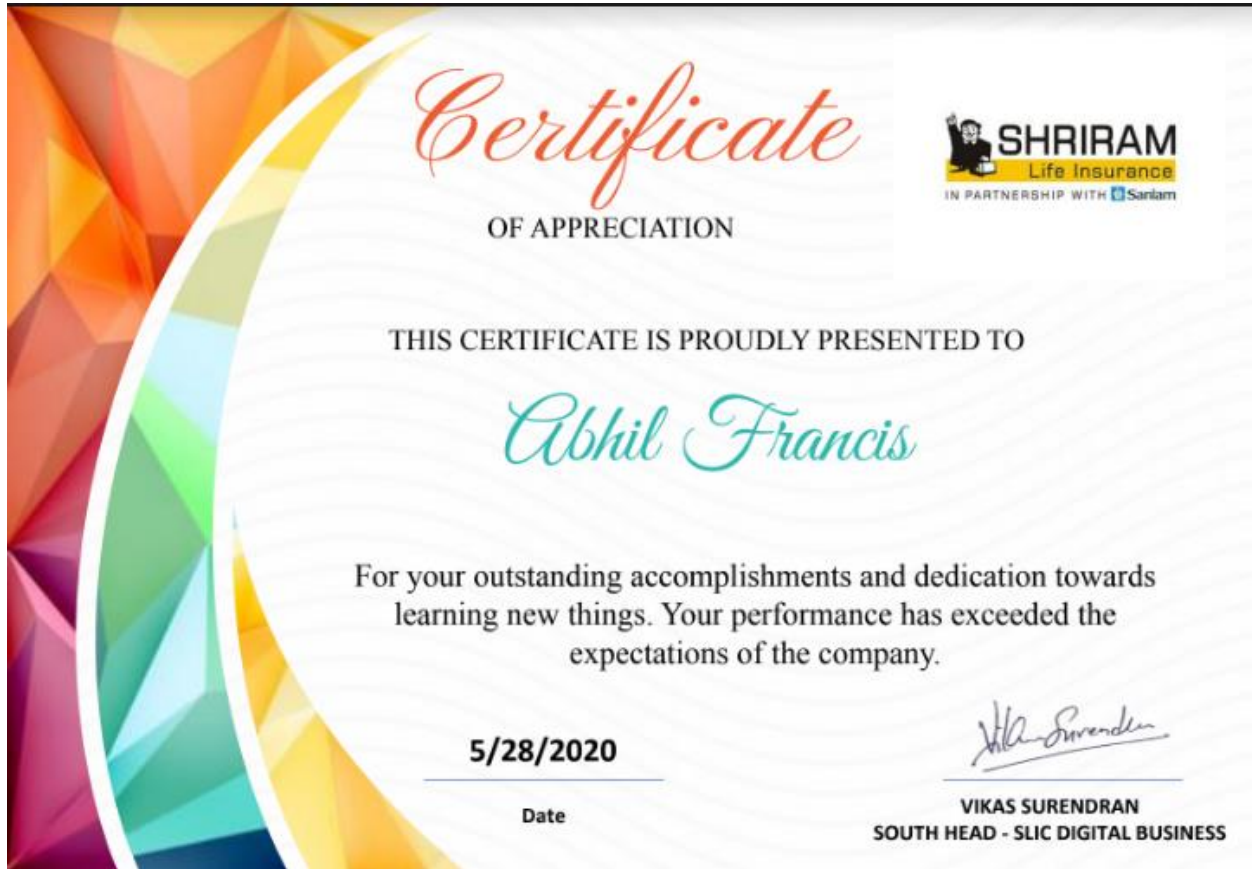 Certificate
OF APPRECIATION
SHRIRAM
Life Insurance
IN PARTNERSHIP WITH Sanlam
THIS CERTIFICATE IS PROUDLY PRESENTED TO
Abhil Francis
For your outstanding accomplishments and dedication towards
learning new things. Your performance has exceeded the
expectations of the company.
5/28/2020
Date
Vikas Surendran
VIKAS SURENDRAN
SOUTH HEAD - SLIC DIGITAL BUSINESS